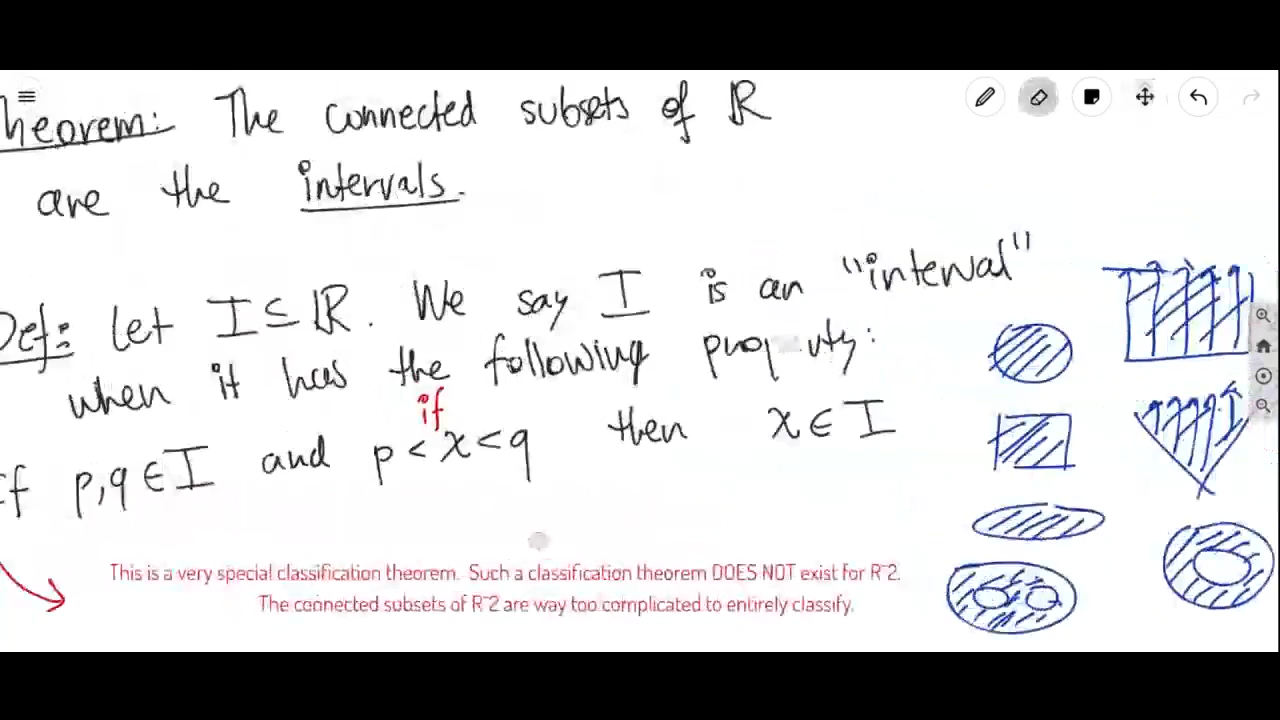 Theorem: The connected subsets of ℝ
are the intervals.
Def: Let I ⊆ ℝ. We say I is an "interval"
when it has the following property:
if
If p,q ∈ I and p < x < q then x ∈ I
This is a very special classification theorem. Such a classification theorem DOES NOT exist for R^2.
The connected subsets of R^2 are way too complicated to entirely classify.